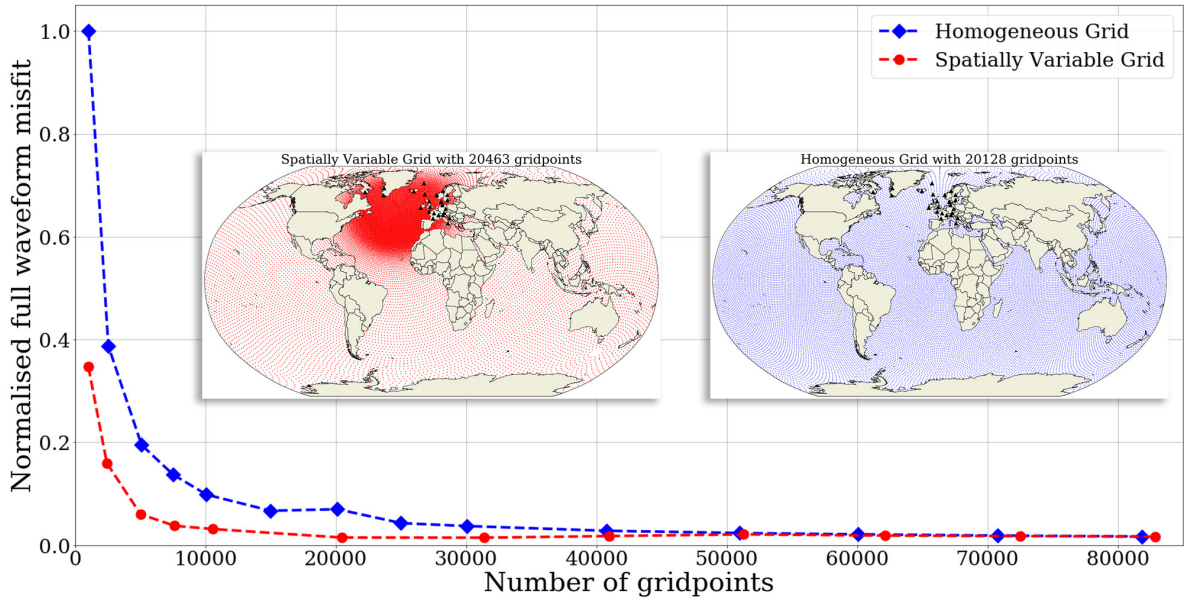 1.0
0.8
0.6
0.4
0.2
0.0
Normalised full waveform misfit
Homogeneous Grid
Spatially Variable Grid
Spatially Variable Grid with 20463 gridpoints
Homogeneous Grid with 20128 gridpoints
0 10000 20000 30000 40000 50000 60000 70000 80000
Number of gridpoints